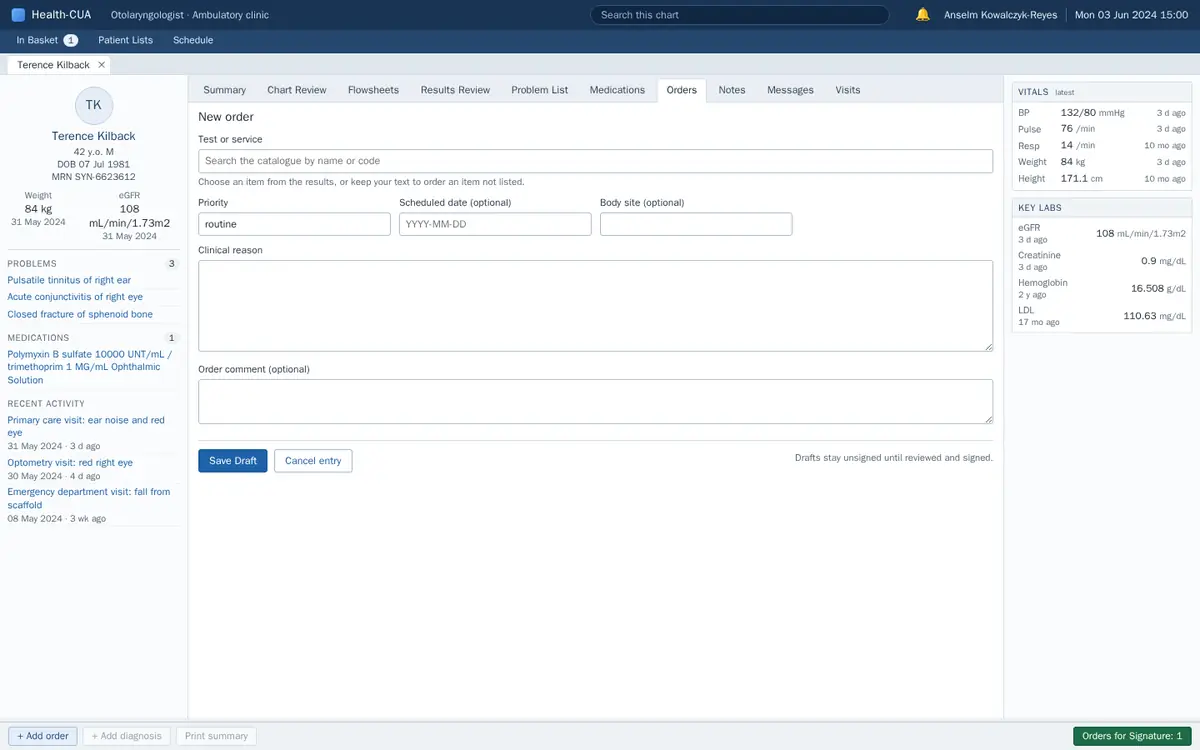 Health-CUA
Otolaryngologist · Ambulatory clinic
Search this chart
Anselm Kowalczyk-Reyes
Mon 03 Jun 2024 15:00
In Basket 1
Patient Lists
Schedule
Terence Kilback ✕
TK
Terence Kilback
42 y.o. M
DOB 07 Jul 1981
MRN SYN-6623612
Weight
84 kg
31 May 2024
eGFR
108
mL/min/1.73m2
31 May 2024
PROBLEMS 3
Pulsatile tinnitus of right ear
Acute conjunctivitis of right eye
Closed fracture of sphenoid bone
MEDICATIONS 1
Polymyxin B sulfate 10000 UNT/mL /
trimethoprim 1 MG/mL Ophthalmic
Solution
RECENT ACTIVITY
Primary care visit: ear noise and red
eye
31 May 2024 · 3 d ago
Optometry visit: red right eye
30 May 2024 · 4 d ago
Emergency department visit: fall from
scaffold
08 May 2024 · 3 wk ago
Summary
Chart Review
Flowsheets
Results Review
Problem List
Medications
Orders
Notes
Messages
Visits
New order
Test or service
Search the catalogue by name or code
Choose an item from the results, or keep your text to order an item not listed.
Priority
routine
Scheduled date (optional)
YYYY-MM-DD
Body site (optional)
Clinical reason
Order comment (optional)
Save Draft
Cancel entry
Drafts stay unsigned until reviewed and signed.
VITALS latest
BP 132/80 mmHg 3 d ago
Pulse 76 /min 3 d ago
Resp 14 /min 10 mo ago
Weight 84 kg 3 d ago
Height 171.1 cm 10 mo ago
KEY LABS
eGFR
3 d ago
108 mL/min/1.73m2
Creatinine
3 d ago
0.9 mg/dL
Hemoglobin
2 y ago
16.508 g/dL
LDL
17 mo ago
110.63 mg/dL
+ Add order
+ Add diagnosis
Print summary
Orders for Signature: 1